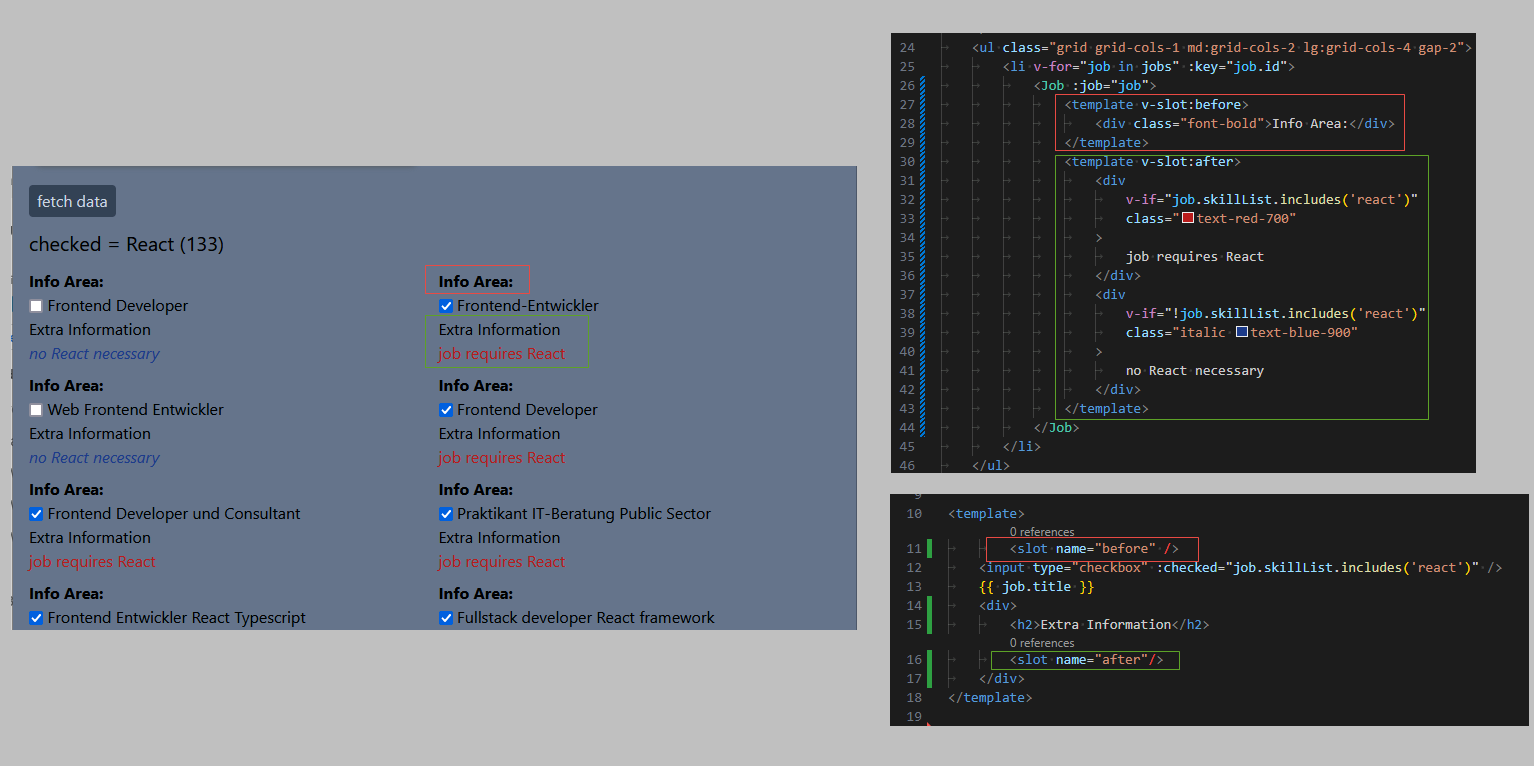 fetch data
checked = React (133)
Info Area:
Frontend Developer
Extra Information
no React necessary
Info Area:
Frontend-Entwickler
Extra Information
job requires React
Info Area:
Web Frontend Entwickler
Extra Information
no React necessary
Info Area:
Frontend Developer
Extra Information
job requires React
Info Area:
Frontend Developer und Consultant
Extra Information
job requires React
Info Area:
Praktikant IT-Beratung Public Sector
Extra Information
job requires React
Info Area:
Frontend Entwickler React Typescript
Info Area:
Fullstack developer React framework
24 <ul class="grid grid-cols-1 md:grid-cols-2 lg:grid-cols-4 gap-2">
25 <li v-for="job in jobs" :key="job.id">
26 <Job :job="job">
27 <template v-slot:before>
28 <div class="font-bold">Info Area:</div>
29 </template>
30 <template v-slot:after>
31 <div
32 v-if="job.skillList.includes('react')"
33 class="text-red-700"
34 >
35 job requires React
36 </div>
37 <div
38 v-if="!job.skillList.includes('react')"
39 class="italic text-blue-900"
40 >
41 no React necessary
42 </div>
43 </template>
44 </Job>
45 </li>
46 </ul>
9
10 <template>
0 references
11 <slot name="before" />
12 <input type="checkbox" :checked="job.skillList.includes('react')" />
13 {{ job.title }}
14 <div>
15 <h2>Extra Information</h2>
0 references
16 <slot name="after"/>
17 </div>
18 </template>
19